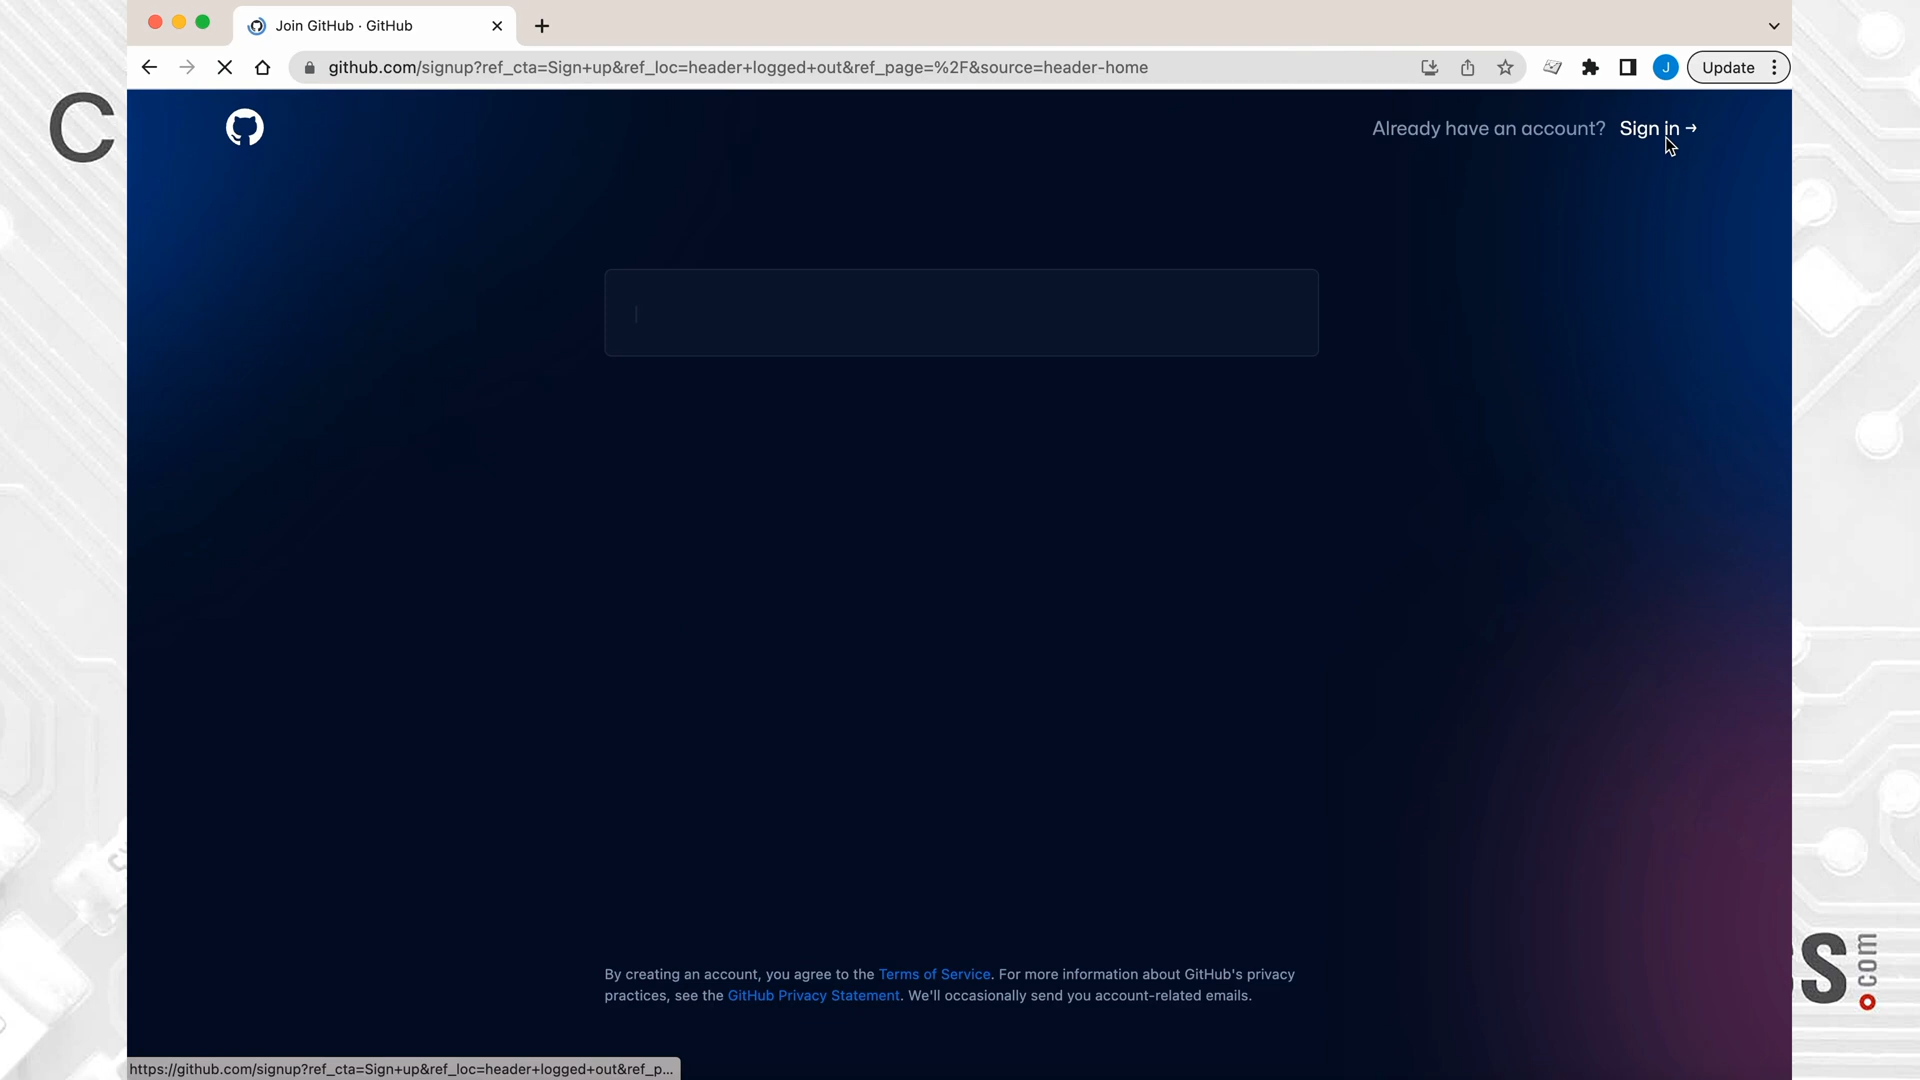 Join GitHub · GitHub
github.com/signup?ref_cta=Sign+up&ref_loc=header+logged+out&ref_page=%2F&source=header-home
J
Update
C
Already have an account? Sign in →
By creating an account, you agree to the Terms of Service. For more information about GitHub's privacy
practices, see the GitHub Privacy Statement. We'll occasionally send you account-related emails.
s.com
https://github.com/signup?ref_cta=Sign+up&ref_loc=header+logged+out&ref_p...